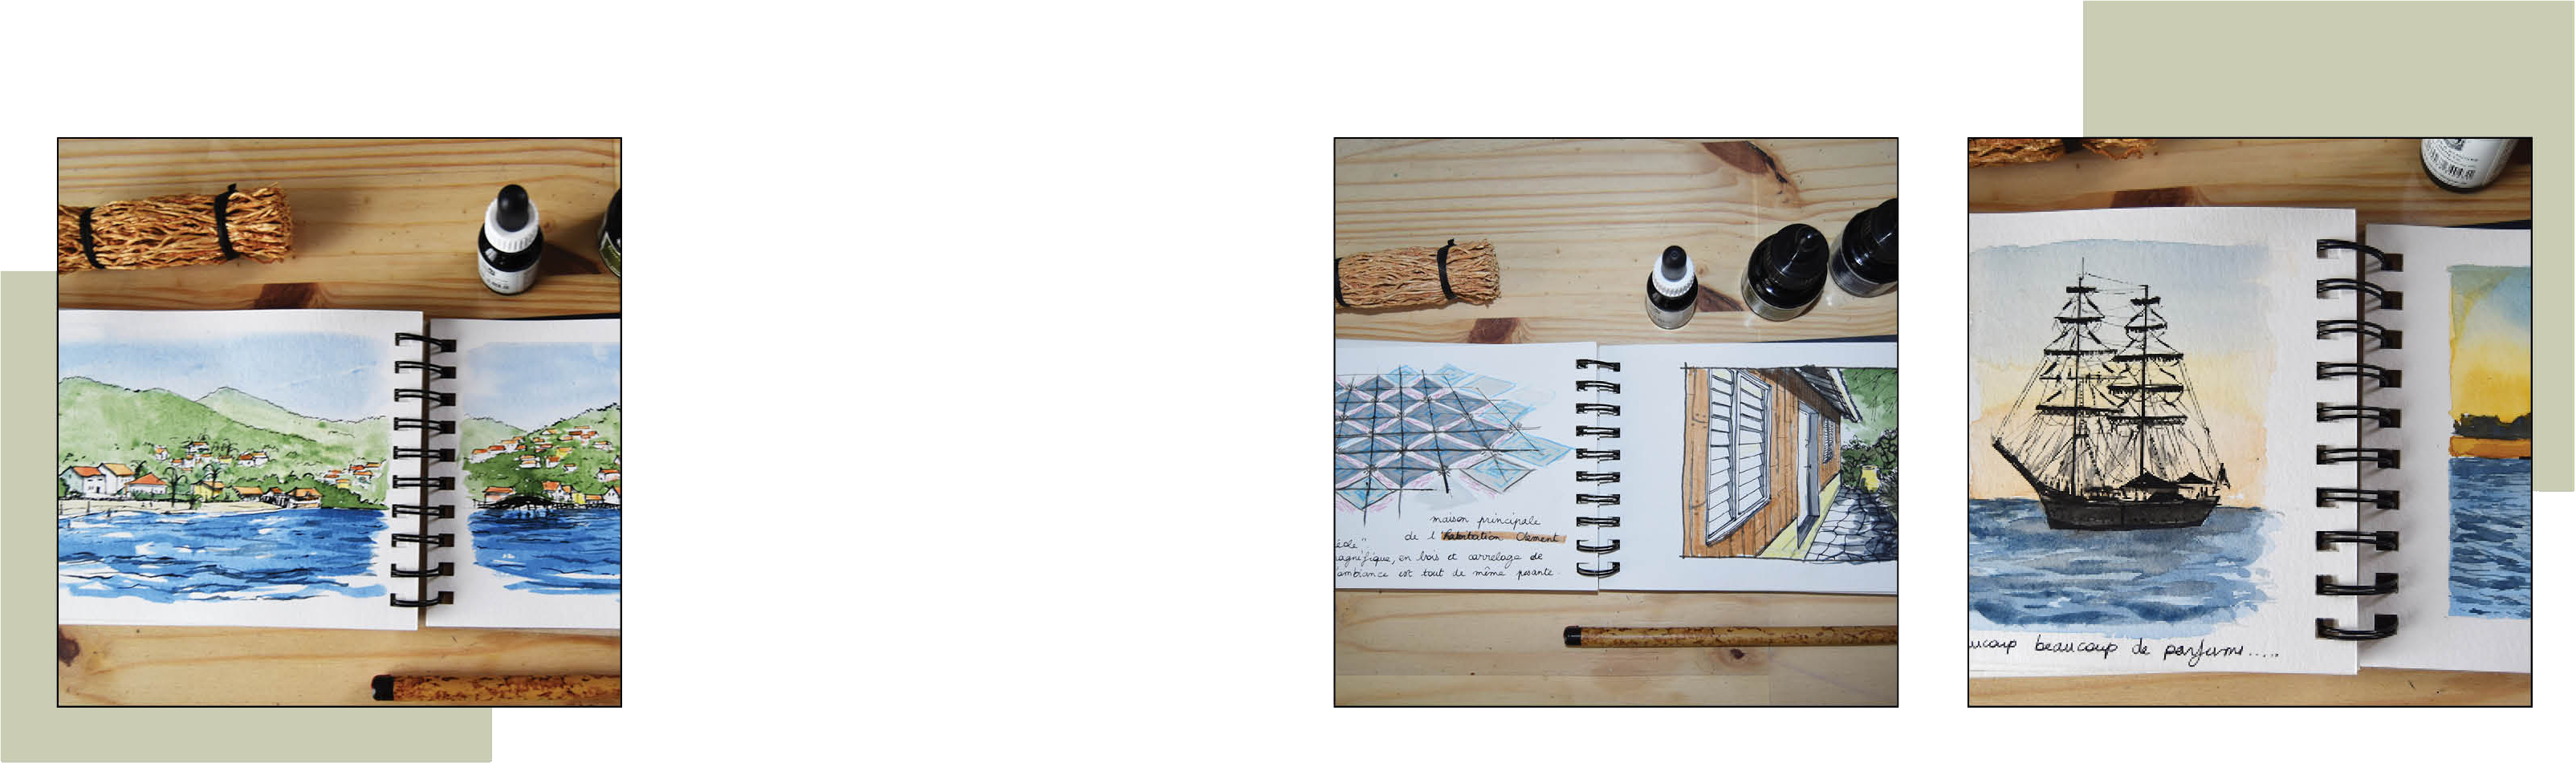 maison principale
de l'habitation Clément
éole"
agnifique, en bois et carrelage de
'ambiance est tout de même pesante.
ucoup beaucoup de parfums.....